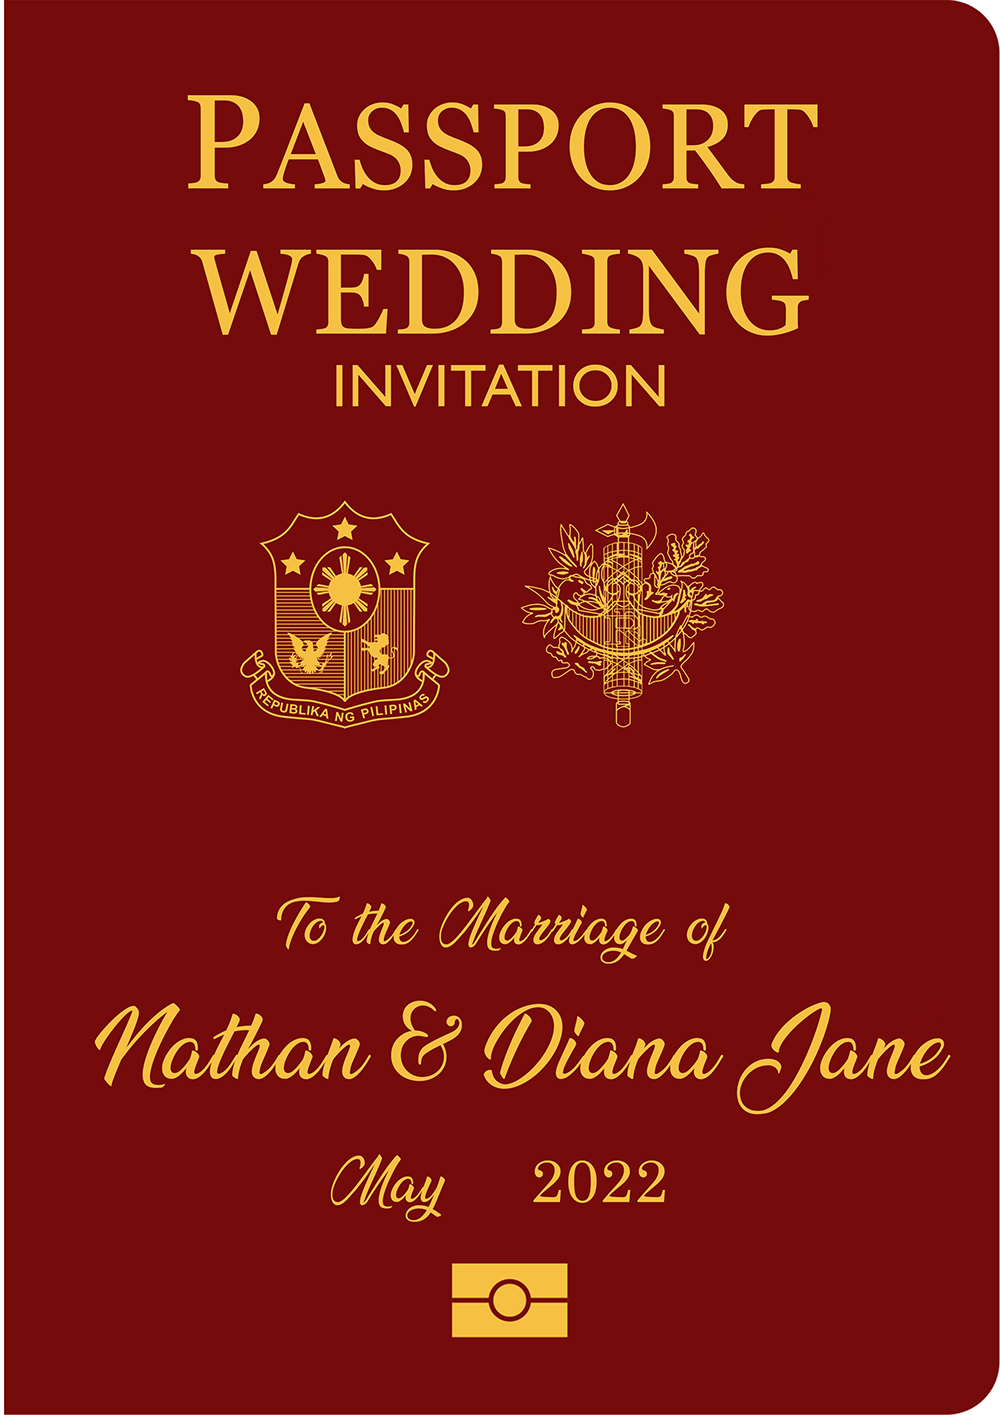 PASSPORT
WEDDING
INVITATION
REPUBLIKA NG PILIPINAS
To the Marriage of
Nathan & Diana Jane
May 2022